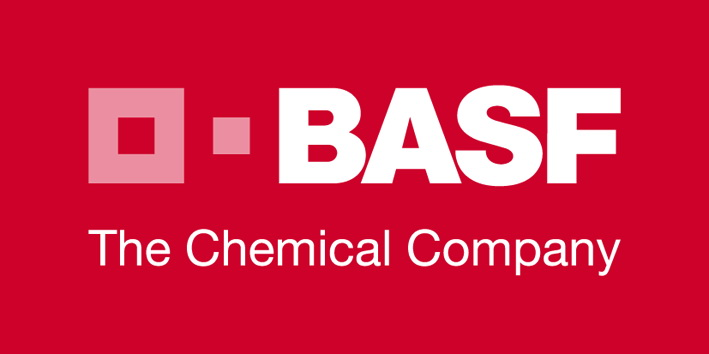 BASF
The Chemical Company